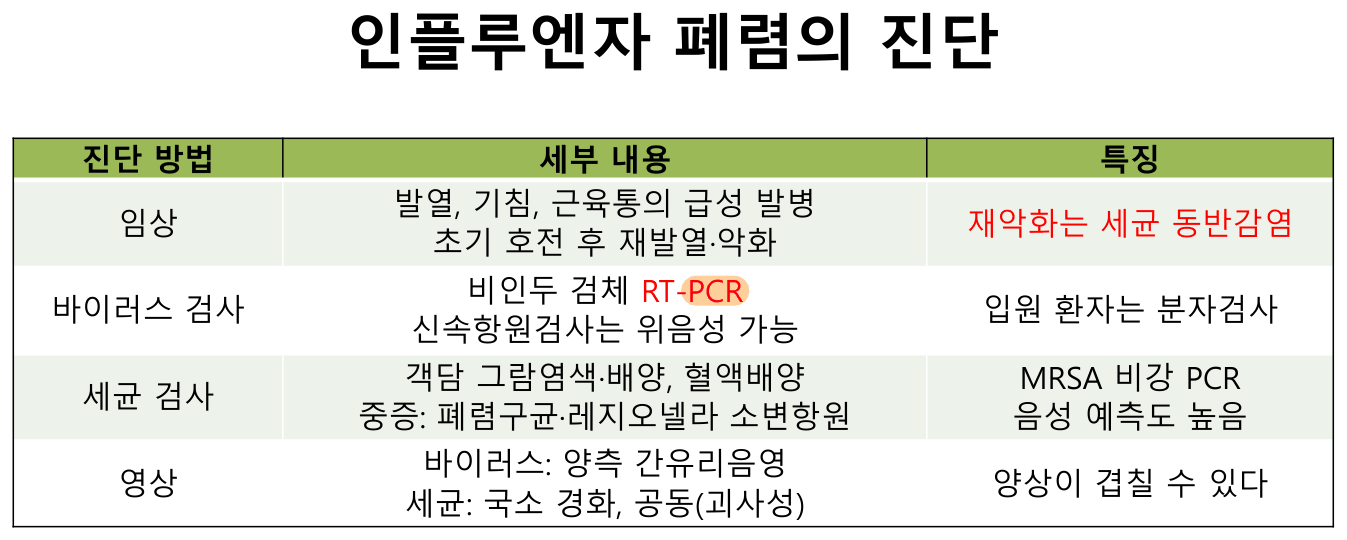 인플루엔자 폐렴의 진단
진단 방법 세부 내용 특징
임상
발열, 기침, 근육통의 급성 발병
초기 호전 후 재발열·악화
재악화는 세균 동반감염
바이러스 검사
비인두 검체 RT-PCR
신속항원검사는 위음성 가능
입원 환자는 분자검사
세균 검사
객담 그람염색·배양, 혈액배양
중증: 폐렴구균·레지오넬라 소변항원
MRSA 비강 PCR
음성 예측도 높음
영상
바이러스: 양측 간유리음영
세균: 국소 경화, 공동(괴사성)
양상이 겹칠 수 있다